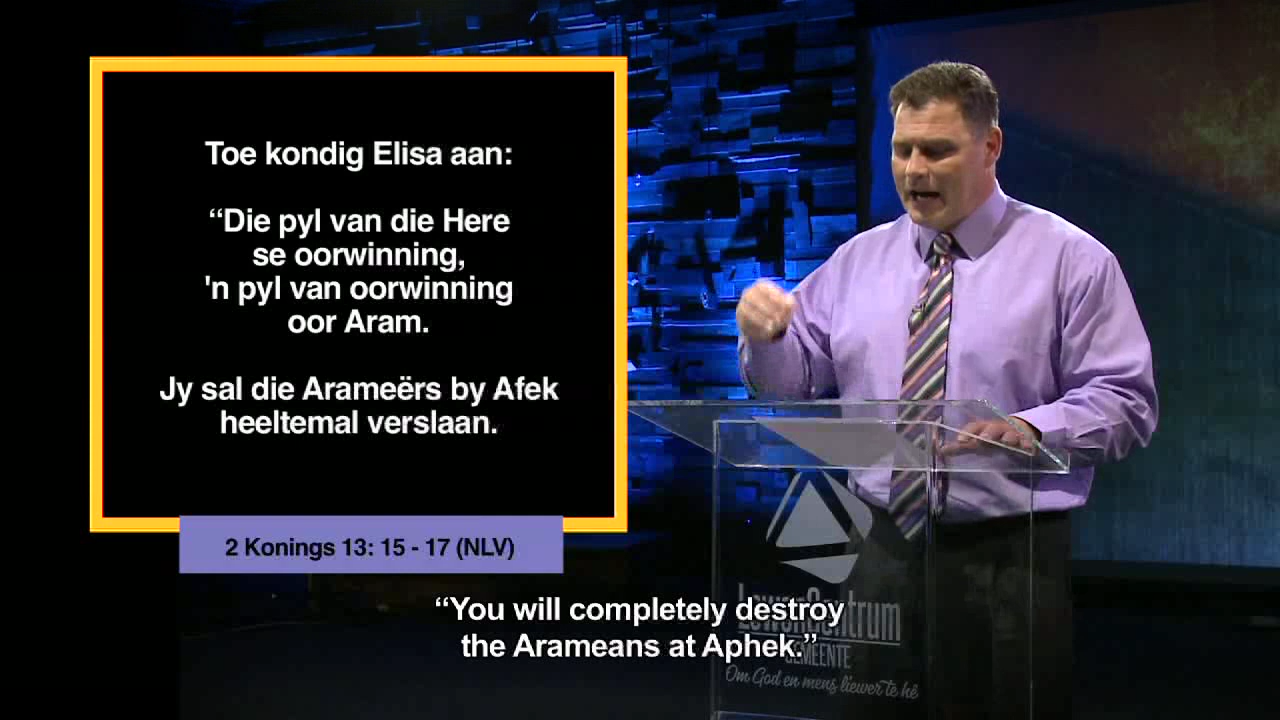 Toe kondig Elisa aan:
“Die pyl van die Here
se oorwinning,
'n pyl van oorwinning
oor Aram.
Jy sal die Arameërs by Afek
heeltemal verslaan.
2 Konings 13: 15 - 17 (NLV)
“You will completely destroy
the Arameans at Aphek.”
LewenCentrum
GEMEENTE
Om God en mens liewer te hê